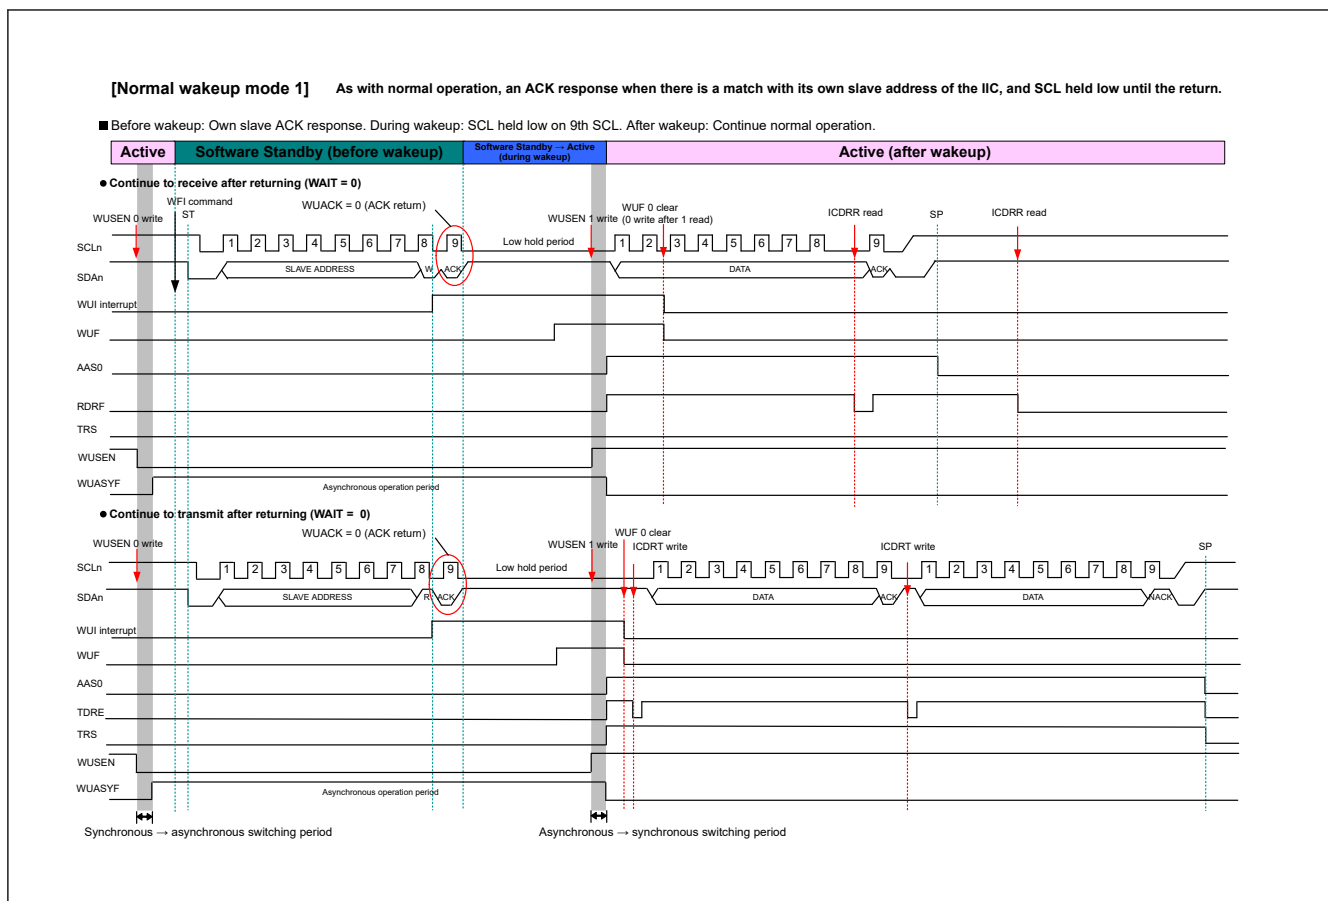 [Normal wakeup mode 1] As with normal operation, an ACK response when there is a match with its own slave address of the IIC, and SCL held low until the return.
■ Before wakeup: Own slave ACK response. During wakeup: SCL held low on 9th SCL. After wakeup: Continue normal operation.
Active Software Standby (before wakeup) Software Standby → Active (during wakeup) Active (after wakeup)
● Continue to receive after returning (WAIT = 0)
WFI command
WUSEN 0 write ST WUACK = 0 (ACK return) WUSEN 1 write WUF 0 clear (0 write after 1 read) ICDRR read SP ICDRR read
SCLn 1 2 3 4 5 6 7 8 9 Low hold period 1 2 3 4 5 6 7 8 9
SDAn SLAVE ADDRESS W ACK DATA ACK
WUI interrupt
WUF
AAS0
RDRF
TRS
WUSEN
WUASYF Asynchronous operation period
● Continue to transmit after returning (WAIT = 0)
WUSEN 0 write WUACK = 0 (ACK return) WUSEN 1 write WUF 0 clear ICDRT write ICDRT write SP
SCLn 1 2 3 4 5 6 7 8 9 Low hold period 1 2 3 4 5 6 7 8 9 1 2 3 4 5 6 7 8 9
SDAn SLAVE ADDRESS R ACK DATA ACK DATA NACK
WUI interrupt
WUF
AAS0
TDRE
TRS
WUSEN
WUASYF Asynchronous operation period
Synchronous → asynchronous switching period Asynchronous → synchronous switching period